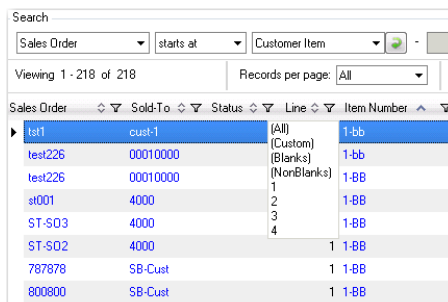 Search
Sales Order starts at Customer Item -
Viewing 1 - 218 of 218 Records per page: All
Sales Order Sold-To Status Line Item Number
tst1 cust-1 1-bb
test226 00010000 1-bb
test226 00010000 1-BB
st001 4000 1-BB
ST-SO3 4000 1-BB
ST-SO2 4000 1 1-BB
787878 SB-Cust 1 1-BB
800800 SB-Cust 1 1-BB
(All)
(Custom)
(Blanks)
(NonBlanks)
1
2
3
4